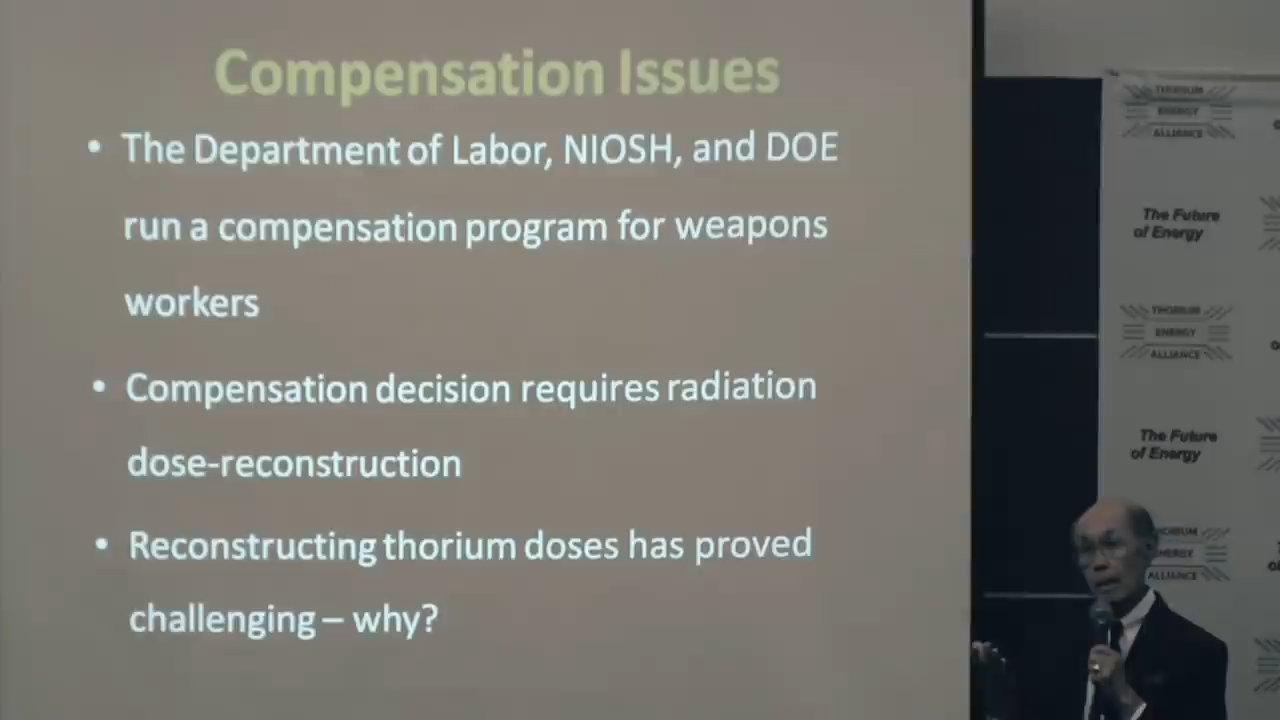 Compensation Issues
• The Department of Labor, NIOSH, and DOE
run a compensation program for weapons
workers
• Compensation decision requires radiation
dose-reconstruction
• Reconstructing thorium doses has proved
challenging – why?
THORIUM
ENERGY
ALLIANCE
The Future
of Energy
THORIUM
ENERGY
ALLIANCE
The Future
of Energy
ALLIANCE